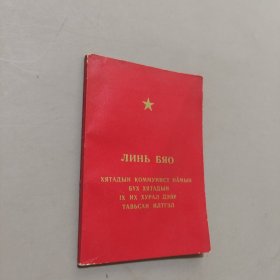 ЛИНЬ БЯО
ХЯТАДЫН КОММУНИСТ НАМЫН
БҮХ ХЯТАДЫН
IX ИХ ХУРАЛ ДЭЭР
ТАВЬСАН ИЛТГЭЛ